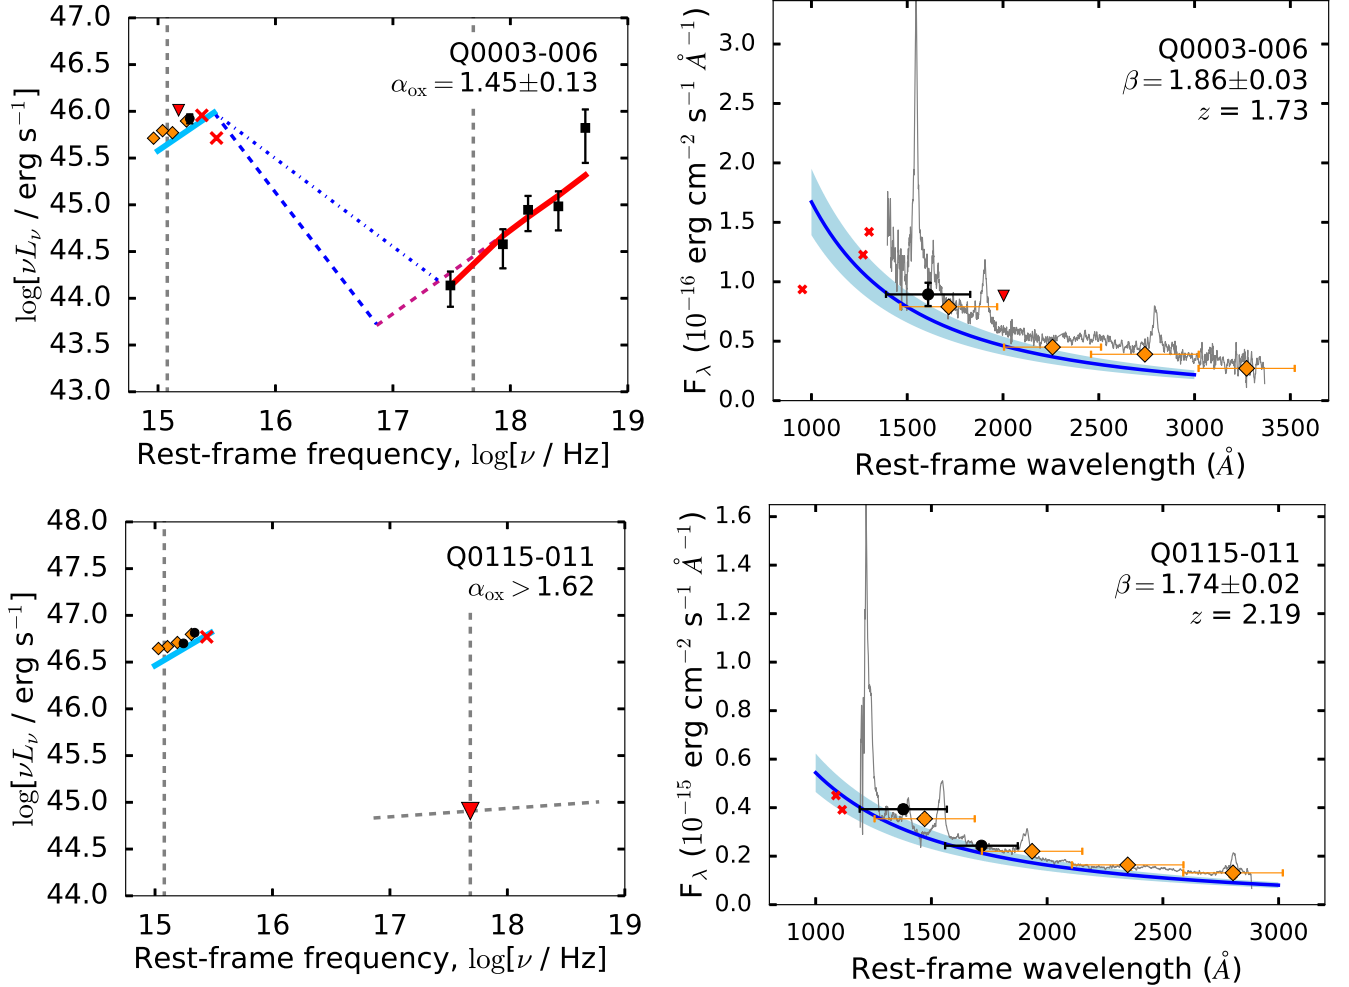 47.0
46.5
46.0
45.5
45.0
44.5
44.0
43.5
43.0
log[νL_ν / erg s⁻¹]
Q0003-006
α_ox = 1.45±0.13
15 16 17 18 19
Rest-frame frequency, log[ν / Hz]
3.0
2.5
2.0
1.5
1.0
0.5
0.0
F_λ (10⁻¹⁶ erg cm⁻² s⁻¹ Å⁻¹)
Q0003-006
β = 1.86±0.03
z = 1.73
1000 1500 2000 2500 3000 3500
Rest-frame wavelength (Å)
48.0
47.5
47.0
46.5
46.0
45.5
45.0
44.5
44.0
log[νL_ν / erg s⁻¹]
Q0115-011
α_ox > 1.62
15 16 17 18 19
Rest-frame frequency, log[ν / Hz]
1.6
1.4
1.2
1.0
0.8
0.6
0.4
0.2
0.0
F_λ (10⁻¹⁵ erg cm⁻² s⁻¹ Å⁻¹)
Q0115-011
β = 1.74±0.02
z = 2.19
1000 1500 2000 2500 3000
Rest-frame wavelength (Å)